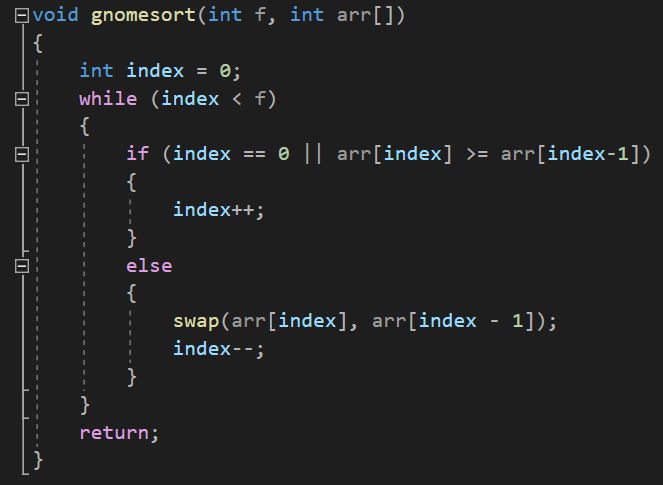 void gnomesort(int f, int arr[])
{
    int index = 0;
    while (index < f)
    {
        if (index == 0 || arr[index] >= arr[index-1])
        {
            index++;
        }
        else
        {
            swap(arr[index], arr[index - 1]);
            index--;
        }
    }
    return;
}